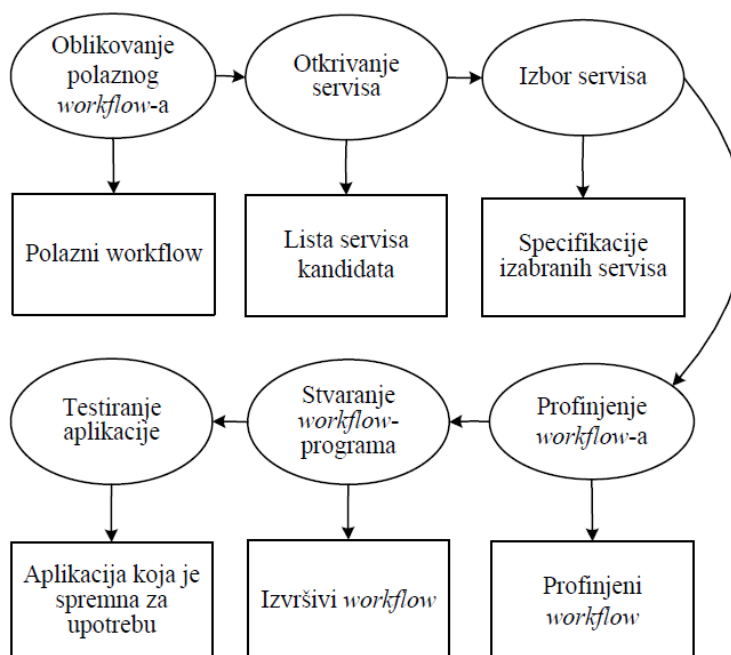 Oblikovanje
polaznog
workflow-a
Otkrivanje
servisa
Izbor servisa
Polazni workflow
Lista servisa
kandidata
Specifikacije
izabranih servisa
Testiranje
aplikacije
Stvaranje
workflow-
programa
Profinjenje
workflow-a
Aplikacija koja je
spremna za
upotrebu
Izvršivi workflow
Profinjeni
workflow